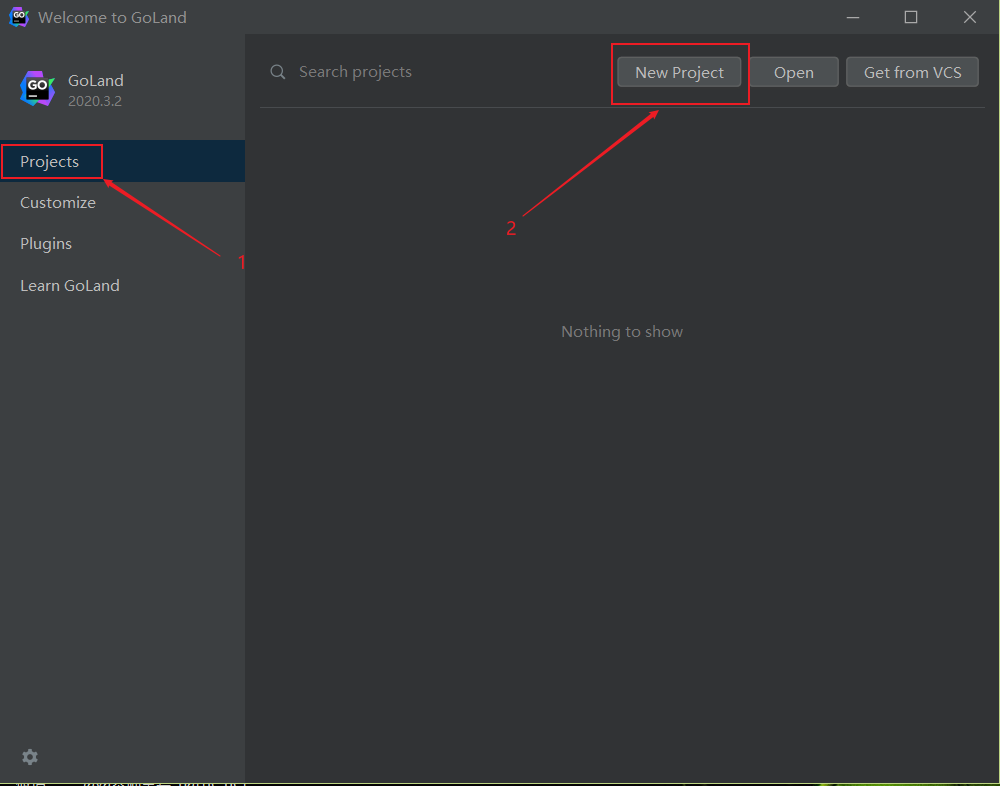 Welcome to GoLand
GoLand
2020.3.2
Search projects
New Project
Open
Get from VCS
Projects
Customize
Plugins
Learn GoLand
1
2
Nothing to show